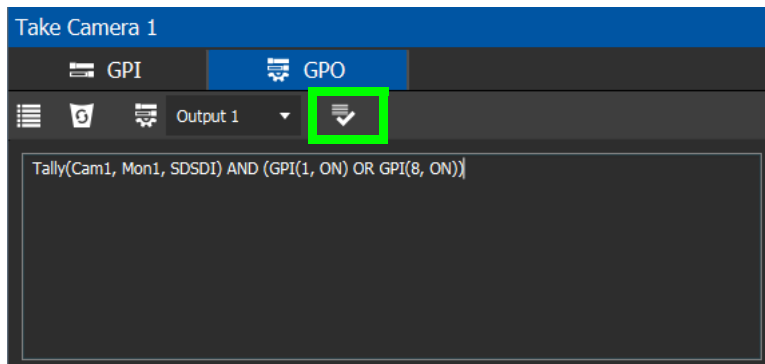 Take Camera 1
GPI GPO
Output 1
Tally(Cam1, Mon1, SDSDI) AND (GPI(1, ON) OR GPI(8, ON))